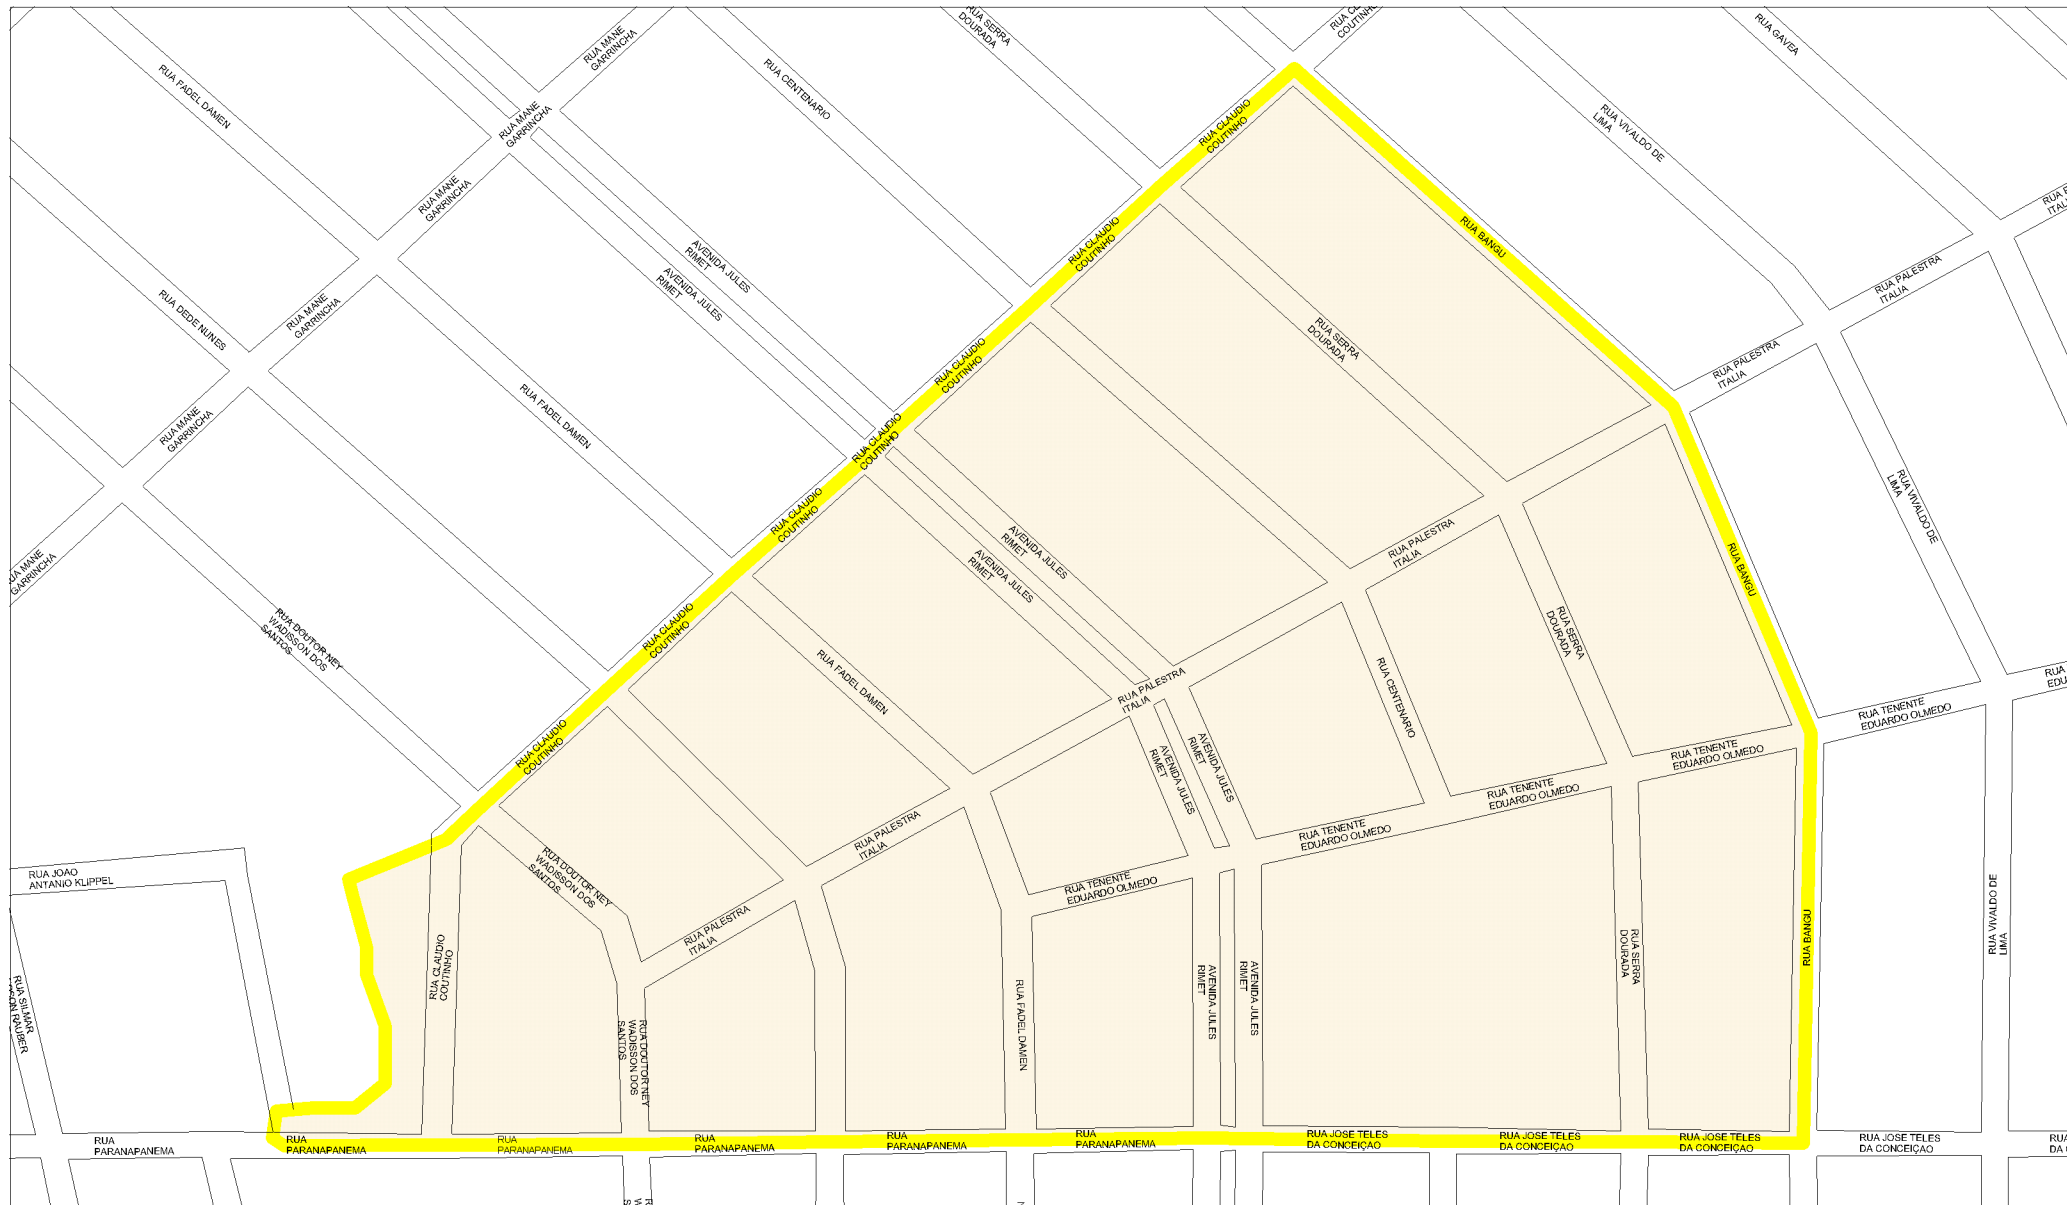 RUA SERRA
DOURADA
COUTINHO
RUA GAVEA
RUA MANE
GARRINCHA
RUA FADEL DAMEN
RUA CENTENARIO
RUA MANE
GARRINCHA
RUA CLAUDIO
COUTINHO
RUA VIVALDO DE
LIMA
RUA MANE
GARRINCHA
RUA CLAUDIO
COUTINHO
RUA BANGU
AVENIDA JULES
RIMET
AVENIDA JULES
RIMET
RUA PALESTRA
ITALIA
RUA DEDE NUNES
RUA MANE
GARRINCHA
RUA CLAUDIO
COUTINHO
RUA SERRA
DOURADA
RUA PALESTRA
ITALIA
RUA FADEL DAMEN
RUA MANE
GARRINCHA
RUA CLAUDIO
COUTINHO
RUA VIVALDO DE
LIMA
RUA CLAUDIO
COUTINHO
AVENIDA JULES
RIMET
AVENIDA JULES
RIMET
RUA PALESTRA
ITALIA
RUA BANGU
GARRINCHA
RUA DOUTOR NEY
WADISSON DOS
SANTOS
RUA CLAUDIO
COUTINHO
RUA SERRA
DOURADA
RUA FADEL DAMEN
RUA PALESTRA
ITALIA
RUA CENTENARIO
RUA CLAUDIO
COUTINHO
RUA TENENTE
EDUARDO OLMEDO
AVENIDA JULES
RIMET
AVENIDA JULES
RIMET
RUA TENENTE
EDUARDO OLMEDO
RUA TENENTE
EDUARDO OLMEDO
RUA TENENTE
EDUARDO OLMEDO
RUA PALESTRA
ITALIA
RUA DOUTOR NEY
WADISSON DOS
SANTOS
RUA JOAO
ANTANIO KLIPPEL
RUA TENENTE
EDUARDO OLMEDO
RUA PALESTRA
ITALIA
RUA CLAUDIO
COUTINHO
RUA BANGU
RUA VIVALDO DE
LIMA
RUA SERRA
DOURADA
AVENIDA JULES
RIMET
AVENIDA JULES
RIMET
RUA FADEL DAMEN
RUA SILMAR
RAUBER
RUA DOUTOR NEY
WADISSON DOS
SANTOS
RUA
PARANAPANEMA
RUA
PARANAPANEMA
RUA
PARANAPANEMA
RUA
PARANAPANEMA
RUA
PARANAPANEMA
RUA
PARANAPANEMA
RUA JOSE TELES
DA CONCEIÇAO
RUA JOSE TELES
DA CONCEIÇAO
RUA JOSE TELES
DA CONCEIÇAO
RUA JOSE TELES
DA CONCEIÇAO